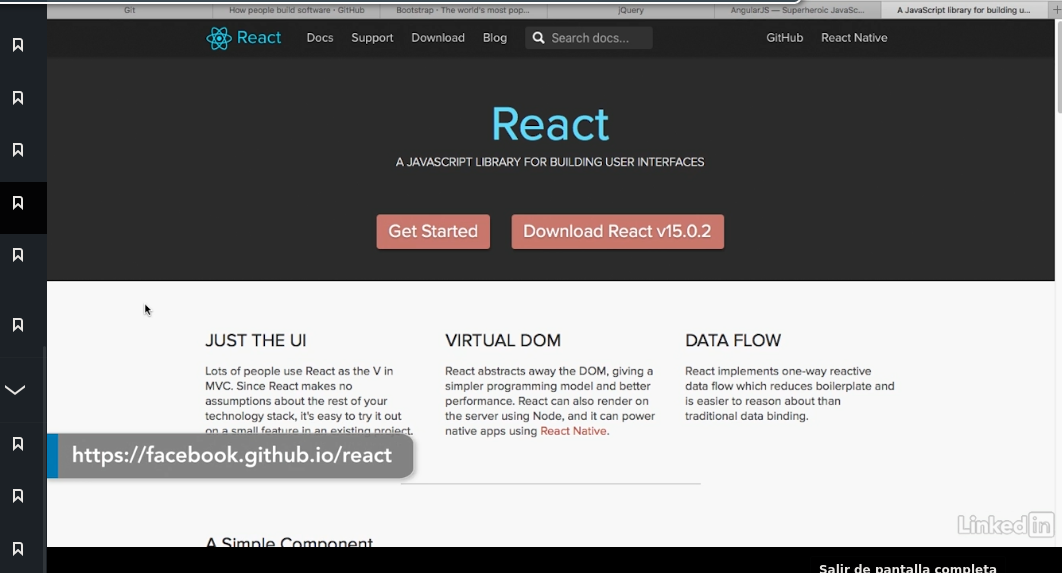 Git
How people build software · GitHub
Bootstrap · The world's most pop...
jQuery
AngularJS — Superheroic JavaSc...
A JavaScript library for building u...
React
Docs
Support
Download
Blog
Search docs...
GitHub
React Native
React
A JAVASCRIPT LIBRARY FOR BUILDING USER INTERFACES
Get Started
Download React v15.0.2
JUST THE UI
Lots of people use React as the V in
MVC. Since React makes no
assumptions about the rest of your
technology stack, it's easy to try it out
on a small feature in an existing project.
VIRTUAL DOM
React abstracts away the DOM, giving a
simpler programming model and better
performance. React can also render on
the server using Node, and it can power
native apps using React Native.
DATA FLOW
React implements one-way reactive
data flow which reduces boilerplate and
is easier to reason about than
traditional data binding.
https://facebook.github.io/react
A Simple Component
Linked in
Salir de pantalla completa